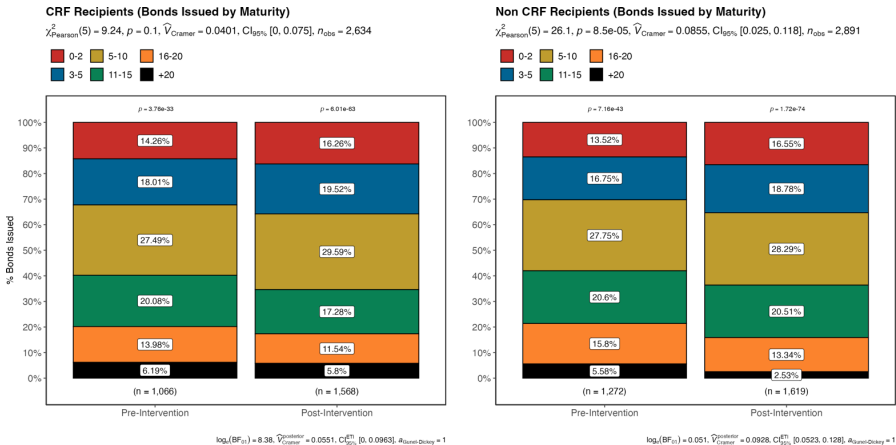 CRF Recipients (Bonds Issued by Maturity)
χ²Pearson(5) = 9.24, p = 0.1, V̂Cramer = 0.0401, CI95% [0, 0.075], nobs = 2,634
0-2 5-10 16-20
3-5 11-15 +20
p = 3.76e-33 p = 6.01e-63
% Bonds Issued
100%
90%
80%
70%
60%
50%
40%
30%
20%
10%
0%
14.26% 16.26%
18.01% 19.52%
27.49% 29.59%
20.08% 17.28%
13.98% 11.54%
6.19% 5.8%
(n = 1,066) (n = 1,568)
Pre-Intervention Post-Intervention
loge(BF01) = 8.38, V̂posteriorCramer = 0.0551, CIETI95% [0, 0.0963], aGunel-Dickey = 1
Non CRF Recipients (Bonds Issued by Maturity)
χ²Pearson(5) = 26.1, p = 8.5e-05, V̂Cramer = 0.0855, CI95% [0.025, 0.118], nobs = 2,891
0-2 5-10 16-20
3-5 11-15 +20
p = 7.16e-43 p = 1.72e-74
100%
90%
80%
70%
60%
50%
40%
30%
20%
10%
0%
13.52% 16.55%
16.75% 18.78%
27.75% 28.29%
20.6% 20.51%
15.8% 13.34%
5.58% 2.53%
(n = 1,272) (n = 1,619)
Pre-Intervention Post-Intervention
loge(BF01) = 0.051, V̂posteriorCramer = 0.0928, CIETI95% [0.0523, 0.128], aGunel-Dickey = 1